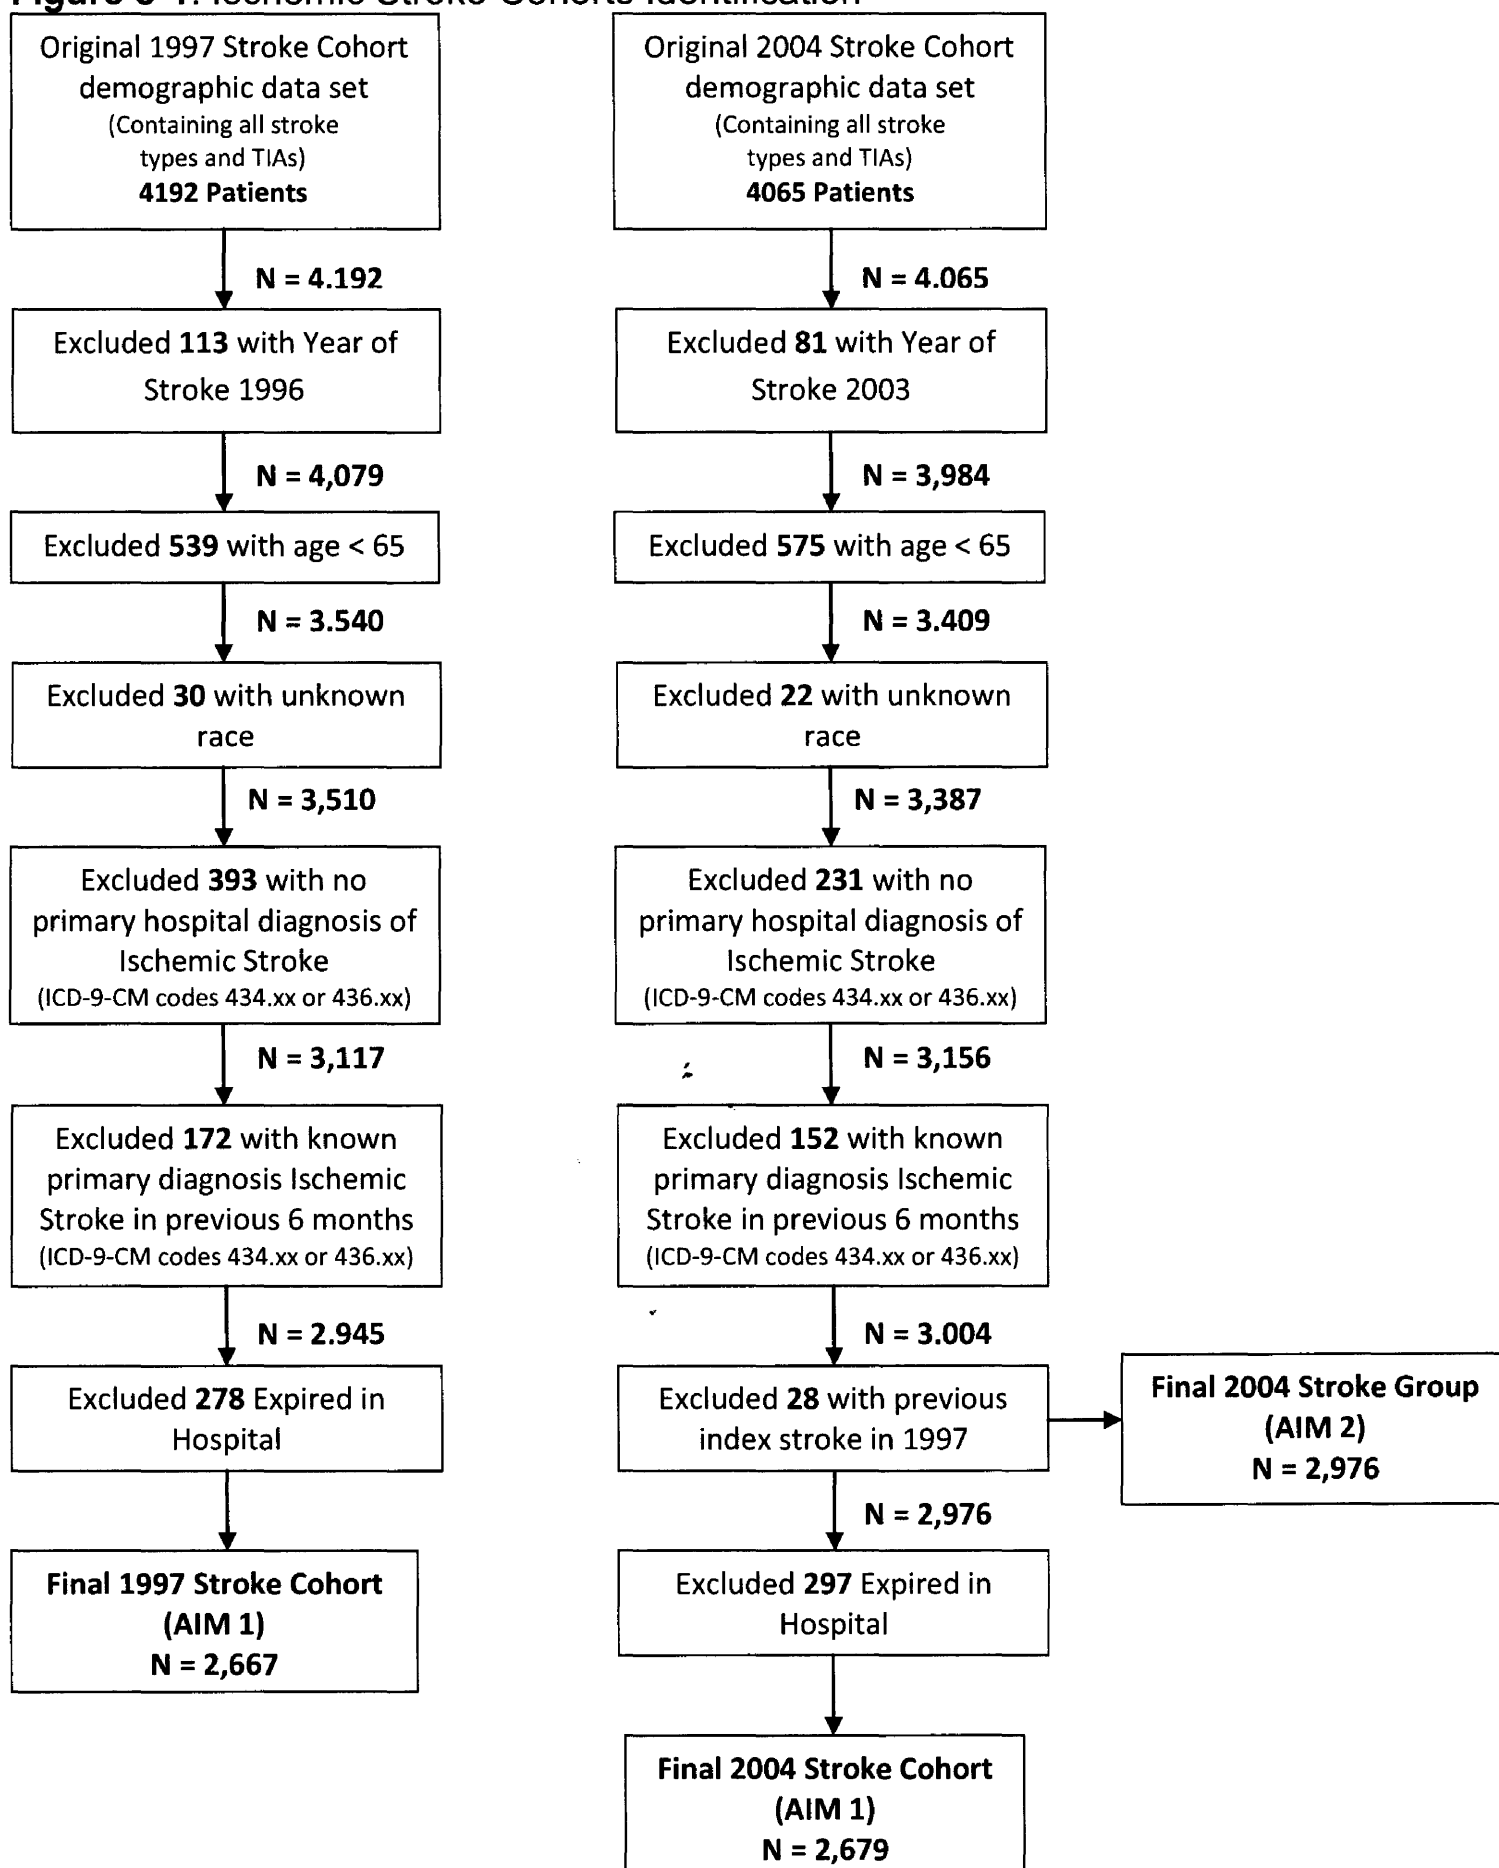 Figure : Ischemic Stroke Cohorts Identification
Original 1997 Stroke Cohort
demographic data set
(Containing all stroke
types and TIAs)
4192 Patients
N = 4.192
Excluded 113 with Year of
Stroke 1996
N = 4,079
Excluded 539 with age < 65
N = 3.540
Excluded 30 with unknown
race
N = 3,510
Excluded 393 with no
primary hospital diagnosis of
Ischemic Stroke
(ICD-9-CM codes 434.xx or 436.xx)
N = 3,117
Excluded 172 with known
primary diagnosis Ischemic
Stroke in previous 6 months
(ICD-9-CM codes 434.xx or 436.xx)
N = 2.945
Excluded 278 Expired in
Hospital
Final 1997 Stroke Cohort
(AIM 1)
N = 2,667
Original 2004 Stroke Cohort
demographic data set
(Containing all stroke
types and TIAs)
4065 Patients
N = 4.065
Excluded 81 with Year of
Stroke 2003
N = 3,984
Excluded 575 with age < 65
N = 3.409
Excluded 22 with unknown
race
N = 3,387
Excluded 231 with no
primary hospital diagnosis of
Ischemic Stroke
(ICD-9-CM codes 434.xx or 436.xx)
N = 3,156
Excluded 152 with known
primary diagnosis Ischemic
Stroke in previous 6 months
(ICD-9-CM codes 434.xx or 436.xx)
N = 3.004
Excluded 28 with previous
index stroke in 1997
Final 2004 Stroke Group
(AIM 2)
N = 2,976
N = 2,976
Excluded 297 Expired in
Hospital
Final 2004 Stroke Cohort
(AIM 1)
N = 2,679